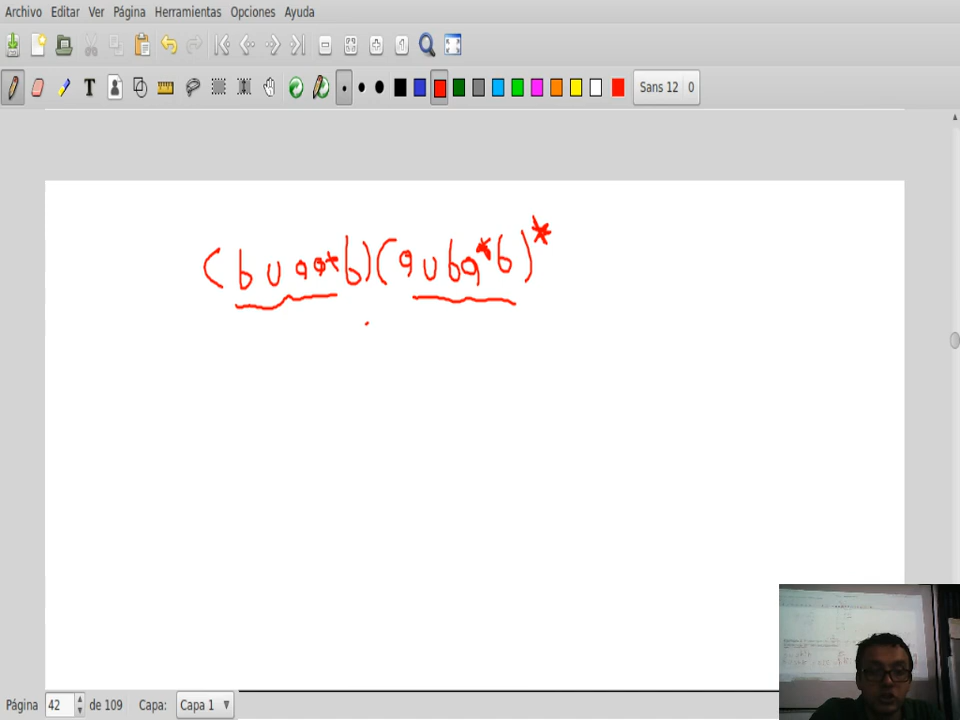 Archivo Editar Ver Página Herramientas Opciones Ayuda
T Sans 12 0
(b ∪ aa*b)(a ∪ ba*b)*
Página 42 de 109 Capa: Capa 1